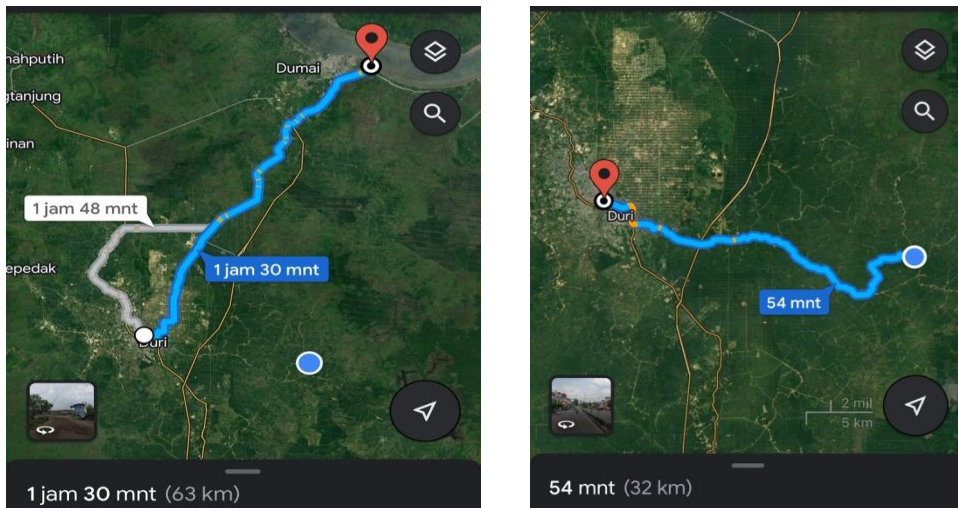 nahputih
Dumai
gtanjung
inan
1 jam 48 mnt
epedak
1 jam 30 mnt
Duri
1 jam 30 mnt (63 km)
Duri
54 mnt
2 mil
5 km
54 mnt (32 km)